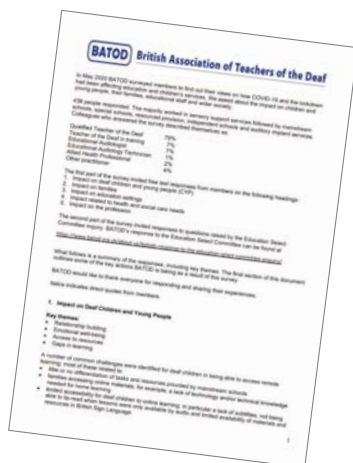 BATOD British Association of Teachers of the Deaf
In May 2020 BATOD surveyed members to find out their views on how COVID-19 and the lockdown
had been affecting education and children's services. We asked about the impact on children and
young people, their families, educational staff and wider society.
438 people responded. The majority worked in sensory support services followed by mainstream
schools, special schools, resourced provision, independent schools and auditory implant services.
Colleagues who answered the survey described themselves as:
Qualified Teacher of the Deaf 79%
Teacher of the Deaf in training 7%
Educational Audiologist 7%
Educational Audiology Technician 1%
Allied Health Professional 2%
Other practitioner 4%
The first part of the survey invited free text responses from members on the following headings:
1. Impact on deaf children and young people (CYP)
2. Impact on families
3. Impact on education settings
4. Impact related to health and social care needs
5. Impact on the profession
The second part of the survey invited responses to questions raised by the Education Select
Committee inquiry. BATOD's response to the Education Select Committee can be found at
What follows is a summary of the responses, including key themes. The final section of this document
outlines some of the key actions BATOD is taking as a result of this survey.
BATOD would like to thank everyone for responding and sharing their experiences.
Italics indicates direct quotes from members.
1. Impact on Deaf Children and Young People
Key themes:
• Relationship building
• Emotional well-being
• Access to resources
• Gaps in learning
A number of common challenges were identified for deaf children in being able to access remote
learning; most of these related to
• little or no differentiation of tasks and resources provided by mainstream schools
• families accessing online materials, for example, a lack of technology and/or technical knowledge
needed for home learning
• limited accessibility for deaf children to online learning; in particular a lack of subtitles, not being
able to lip-read when lessons were only available by audio and limited availability of materials and
resources in British Sign Language
1